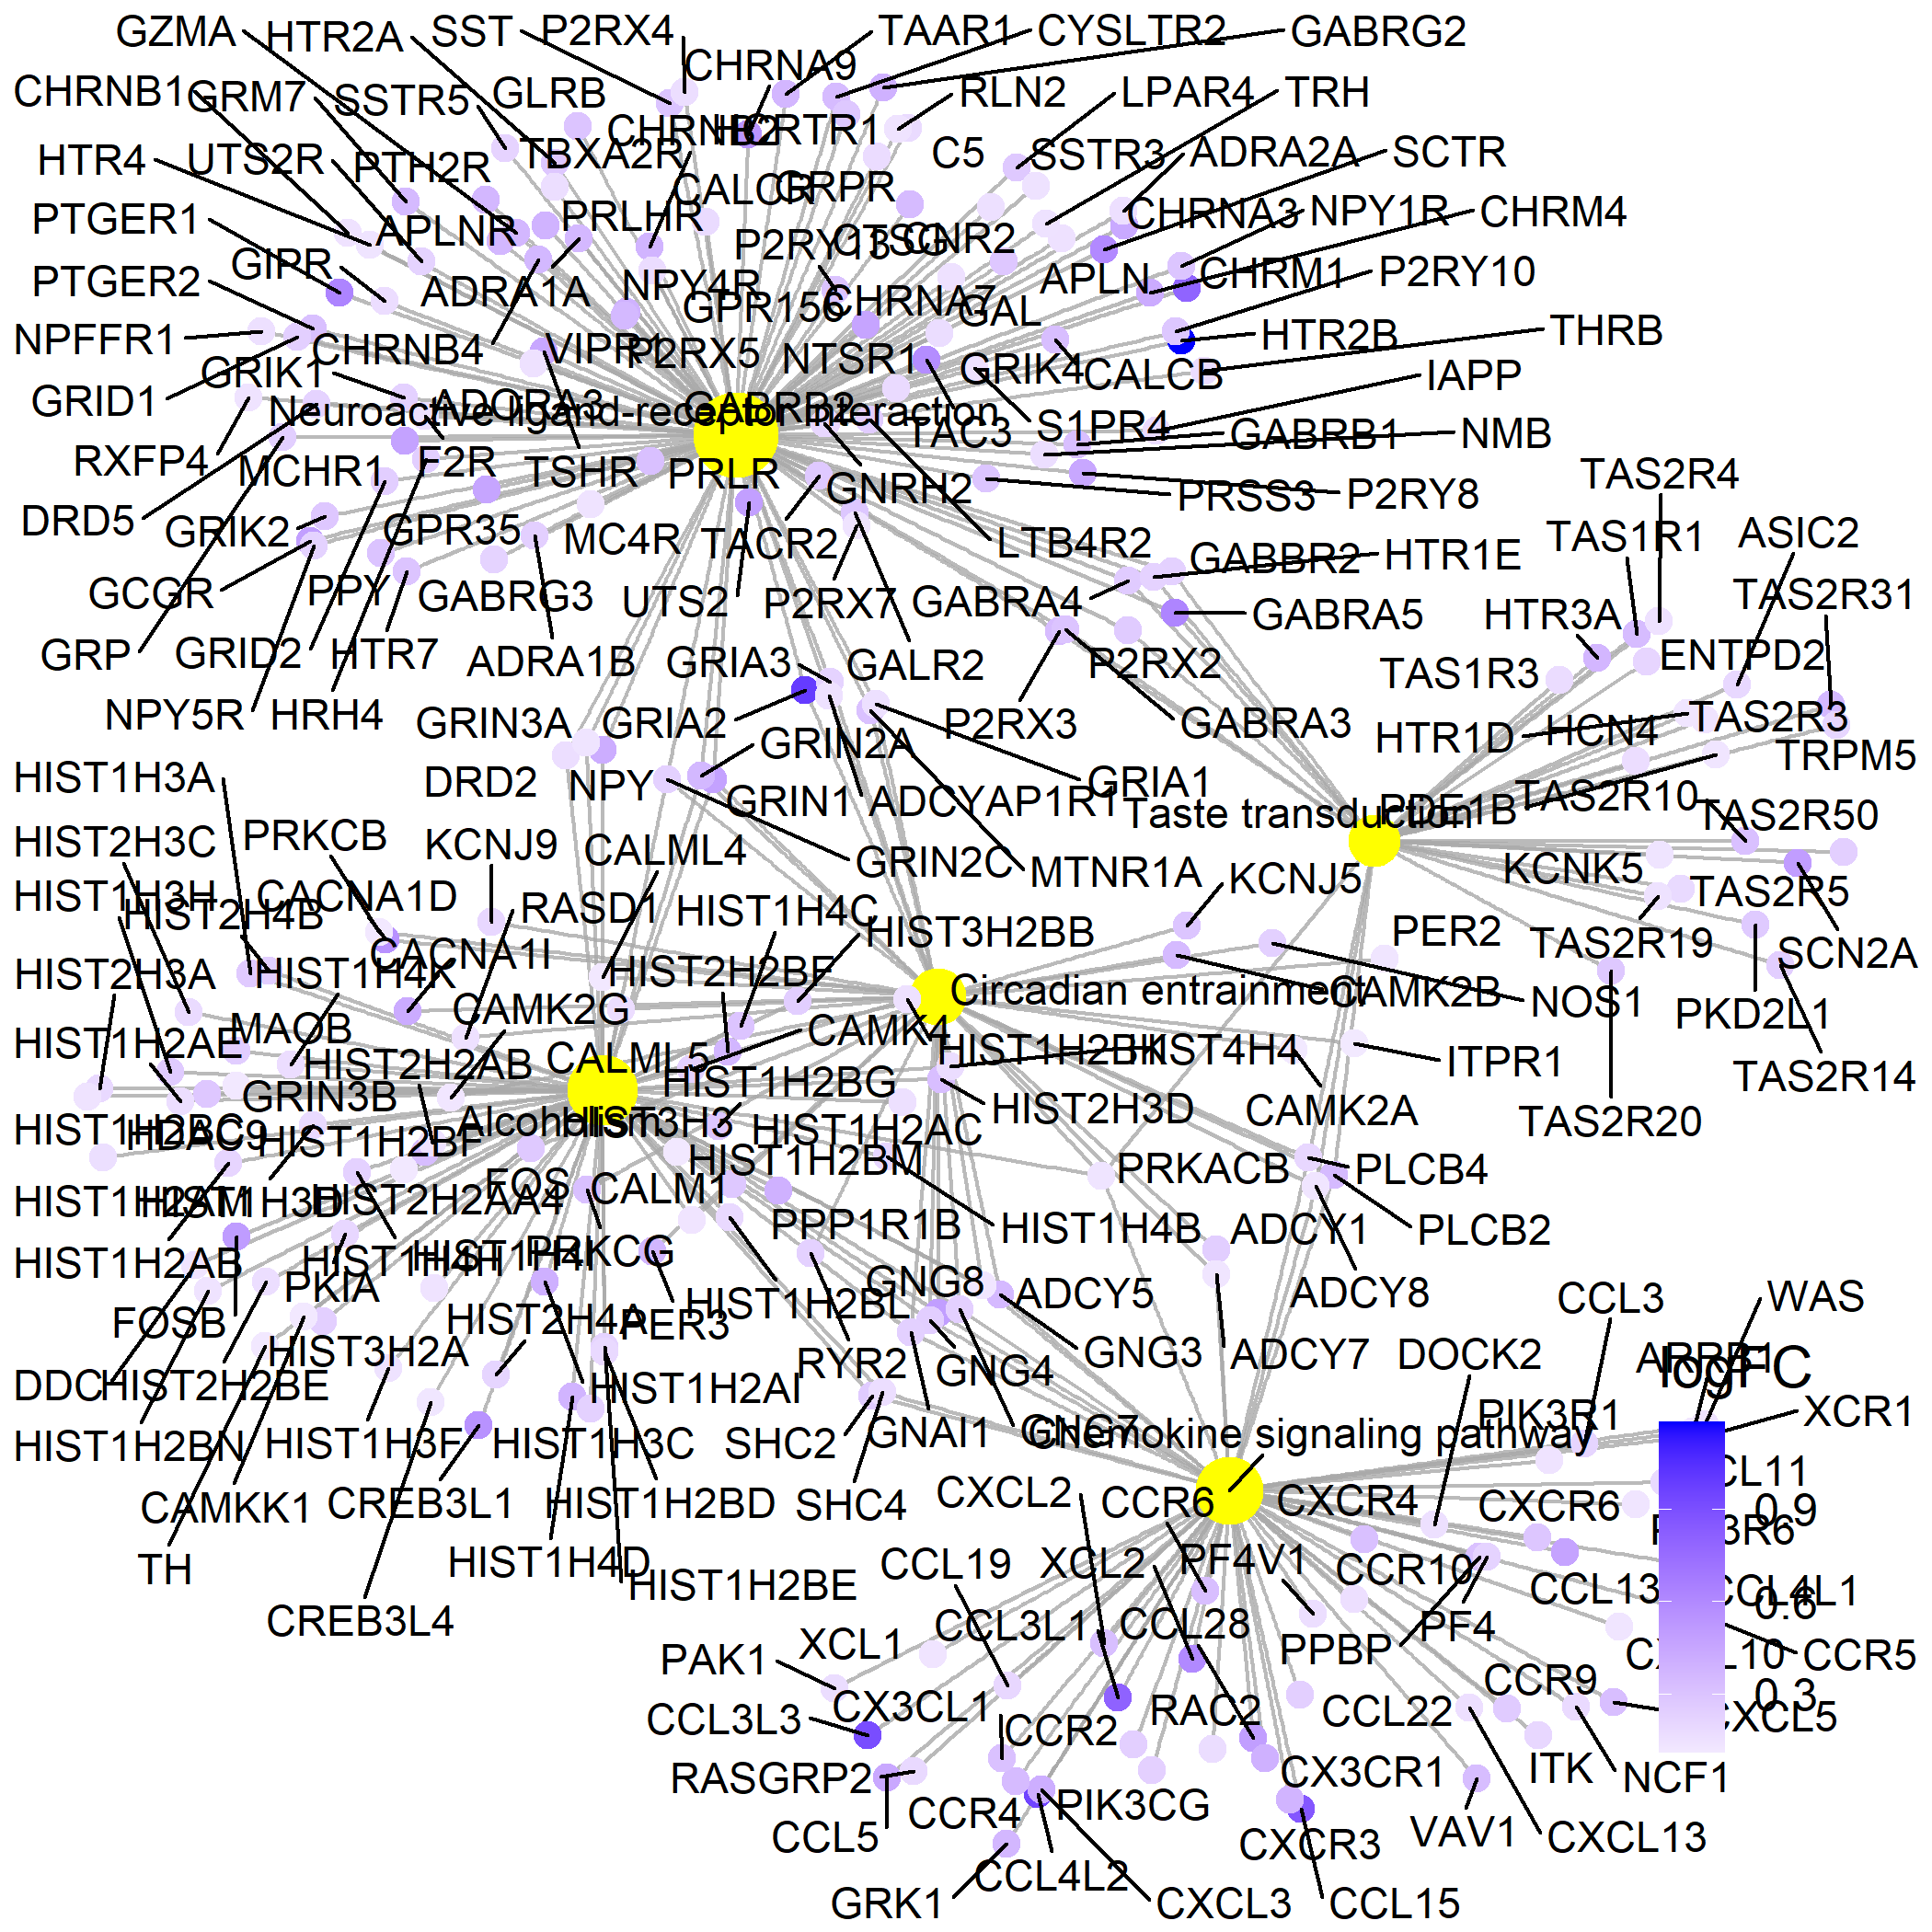 GZMA
HTR2A
SST
P2RX4
TAAR1
CYSLTR2
GABRG2
CHRNA9
CHRNB1
GRM7
SSTR5
GLRB
RLN2
LPAR4
TRH
HCRTR1
HTR4
UTS2R
PTH2R
TBXA2R
C5
SSTR3
ADRA2A
SCTR
CALCR
GRPR
PTGER1
APLNR
PRLHR
CHRNA3
NPY1R
CHRM4
P2RY13
CTSG
CNR2
PTGER2
GIPR
ADRA1A
NPY4R
APLN
CHRM1
P2RY10
GPR156
CHRNA7
GAL
NPFFR1
CHRNB4
VIPR1
P2RX5
NTSR1
HTR2B
THRB
GRIK1
GRIK4
CALCB
IAPP
GRID1
ADORA3
GABRB2
Neuroactive ligand-receptor interaction
TAC3
S1PR4
GABRB1
NMB
RXFP4
MCHR1
F2R
TSHR
PRLR
GNRH2
PRSS3
P2RY8
TAS2R4
DRD5
GRIK2
GPR35
MC4R
TACR2
LTB4R2
TAS1R1
ASIC2
GABBR2
HTR1E
GCGR
PPY
GABRG3
UTS2
P2RX7
GABRA4
GABRA5
HTR3A
TAS2R31
GRP
GRID2
HTR7
ADRA1B
GRIA3
GALR2
P2RX2
TAS1R3
ENTPD2
NPY5R
HRH4
GRIN3A
GRIA2
P2RX3
GABRA3
HTR1D
HCN4
TAS2R3
GRIN2A
TRPM5
HIST1H3A
DRD2
NPY
GRIN1
ADCYAP1R1
GRIA1
Taste transduction
PDE1B
TAS2R10
TAS2R50
HIST2H3C
PRKCB
KCNJ9
CALML4
GRIN2C
MTNR1A
KCNJ5
KCNK5
TAS2R5
HIST1H3H
HIST2H4B
CACNA1D
RASD1
HIST1H4C
HIST3H2BB
PER2
TAS2R19
SCN2A
HIST2H3A
HIST1H4K
CACNA1I
HIST2H2BF
Circadian entrainment
CAMK2B
NOS1
PKD2L1
HIST1H2AE
MAOB
CAMK2G
CAMK4
HIST2H2AB
CALML5
HIST1H2BK
HIST4H4
ITPR1
TAS2R14
GRIN3B
HIST1H2BG
HIST2H3D
CAMK2A
TAS2R20
HIST1H2BC
HDAC9
HIST1H2BF
Alcoholism
HIST3H3
HIST1H2AC
HIST1H2BM
PRKACB
PLCB4
HIST1H2AM
HIST1H3D
HIST2H2AA4
FOS
CALM1
PPP1R1B
HIST1H4B
ADCY1
PLCB2
HIST1H2AB
HIST1H4H
HIST1H4I
PRKCG
PKIA
GNG8
ADCY5
ADCY8
CCL3
WAS
FOSB
HIST2H4A
PER3
HIST1H2BL
HIST3H2A
GNG3
ADCY7
DOCK2
ARRB1
logFC
DDC
HIST2H2BE
HIST1H2AI
RYR2
GNG4
PIK3R1
XCR1
HIST1H2BN
HIST1H3F
HIST1H3C
SHC2
GNAI1
GNG7
Chemokine signaling pathway
CAMKK1
CREB3L1
HIST1H2BD
SHC4
CXCL2
CCR6
CXCR4
CXCR6
0.9
TH
HIST1H4D
HIST1H2BE
CCL19
XCL2
PF4V1
CCR10
CCL13
CCL4L1
0.6
CREB3L4
XCL1
CCL3L1
CCL28
PPBP
PF4
CCR5
PAK1
CX3CL1
CCR9
0.3
CCL3L3
CCR2
RAC2
CCL22
CXCL5
RASGRP2
CX3CR1
ITK
NCF1
CCR4
PIK3CG
CCL5
CXCR3
VAV1
CXCL13
CCL4L2
GRK1
CXCL3
CCL15